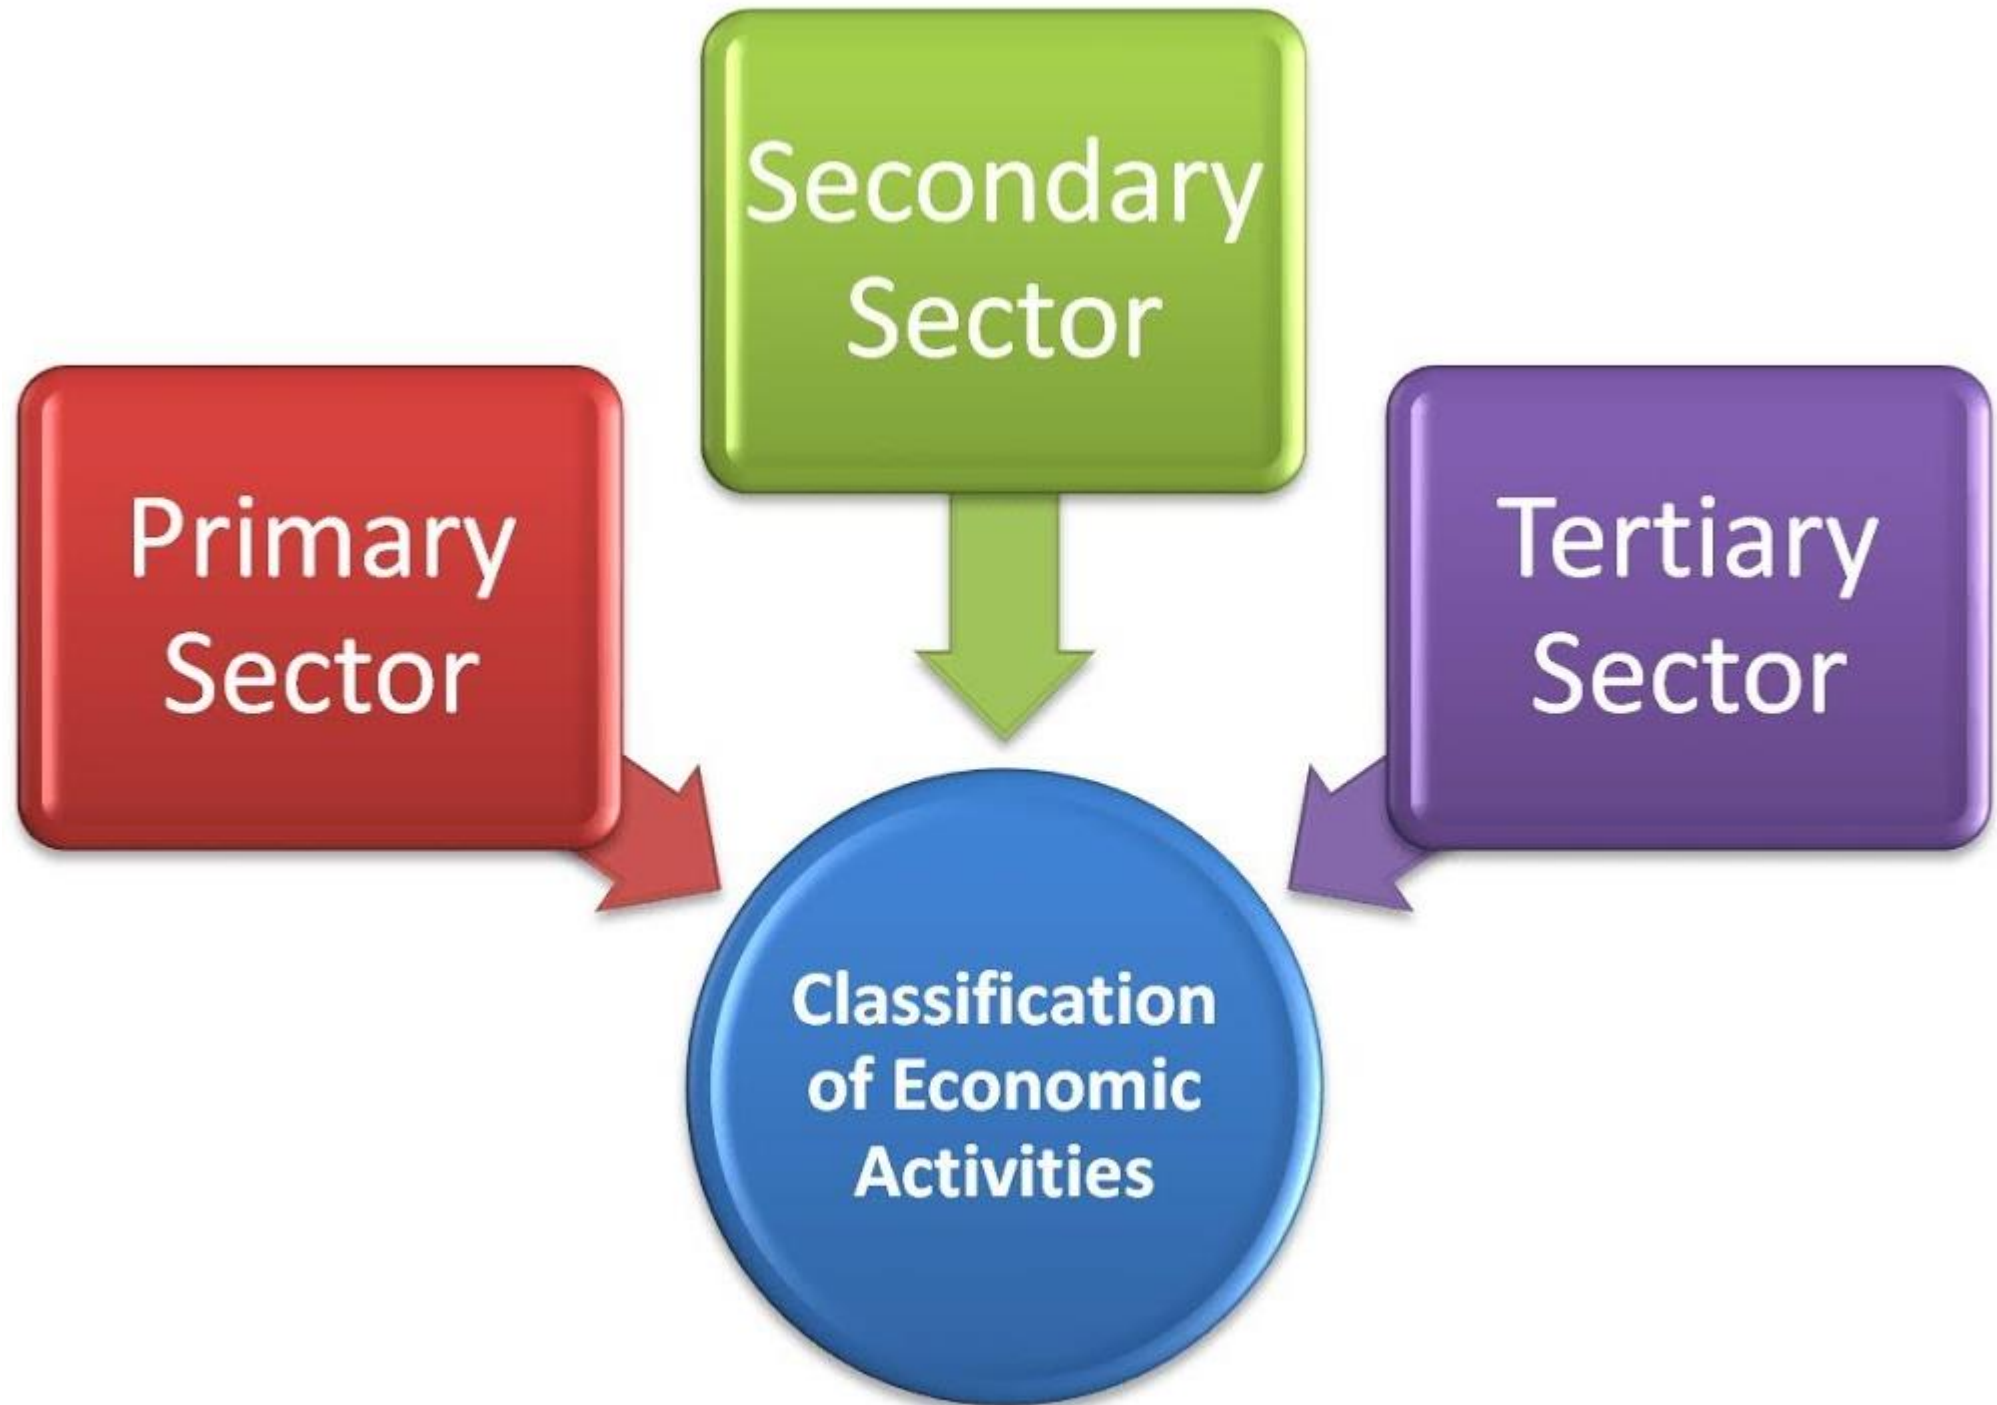 Secondary
Sector
Primary
Sector
Tertiary
Sector
Classification
of Economic
Activities